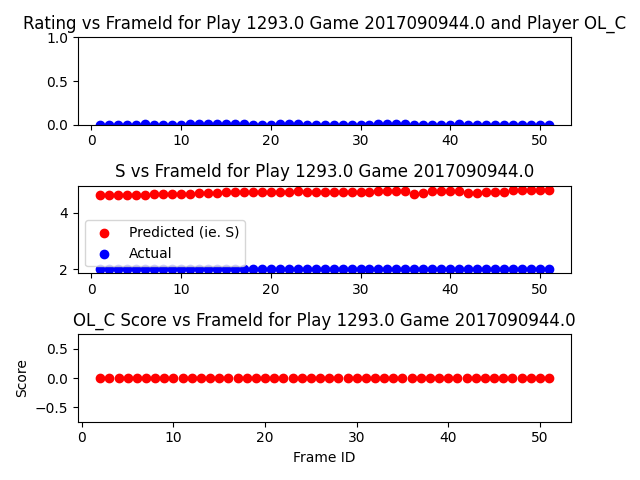 Rating vs FrameId for Play 1293.0 Game 2017090944.0 and Player OL_C
1.0
0.5
0.0
0 10 20 30 40 50
S vs FrameId for Play 1293.0 Game 2017090944.0
4
Predicted (ie. S)
Actual
2
0 10 20 30 40 50
OL_C Score vs FrameId for Play 1293.0 Game 2017090944.0
0.5
0.0
−0.5
Score
0 10 20 30 40 50
Frame ID